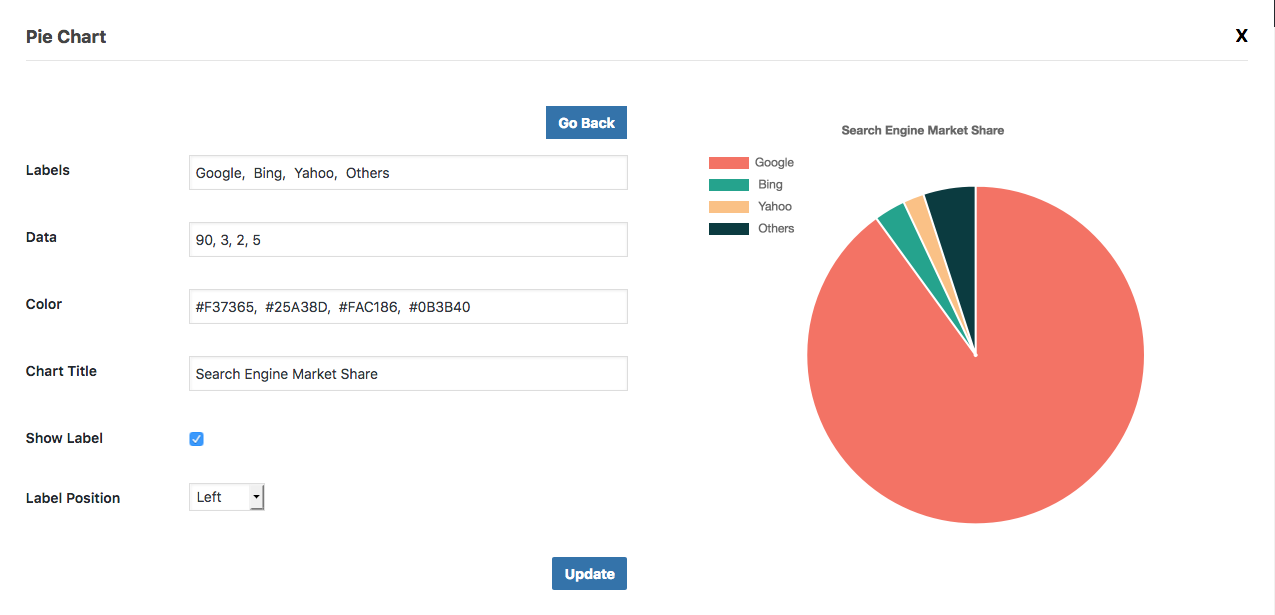 Pie Chart
X
Go Back
Labels
Google, Bing, Yahoo, Others
Data
90, 3, 2, 5
Color
#F37365, #25A38D, #FAC186, #0B3B40
Chart Title
Search Engine Market Share
Show Label
Label Position
Left
Update
Search Engine Market Share
Google
Bing
Yahoo
Others